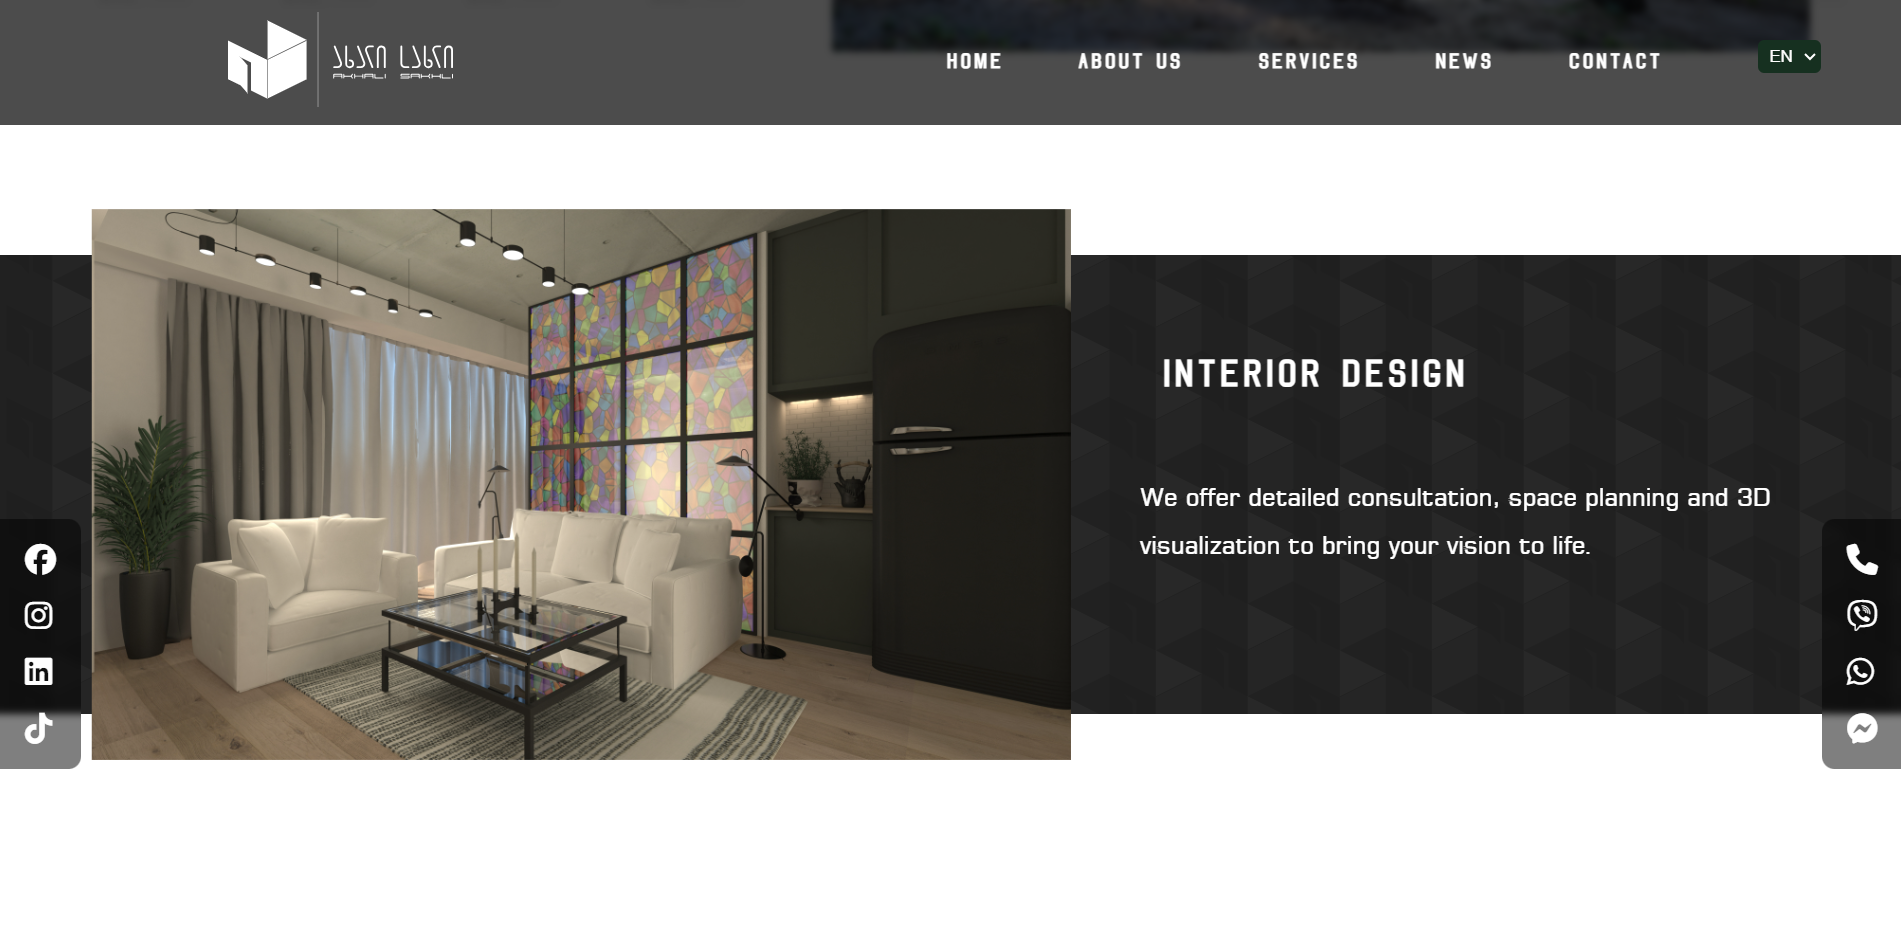 ახალი სახლი
AKHALI SAKHLI
HOME
ABOUT US
SERVICES
NEWS
CONTACT
EN
INTERIOR DESIGN
We offer detailed consultation, space planning and 3D
visualization to bring your vision to life.